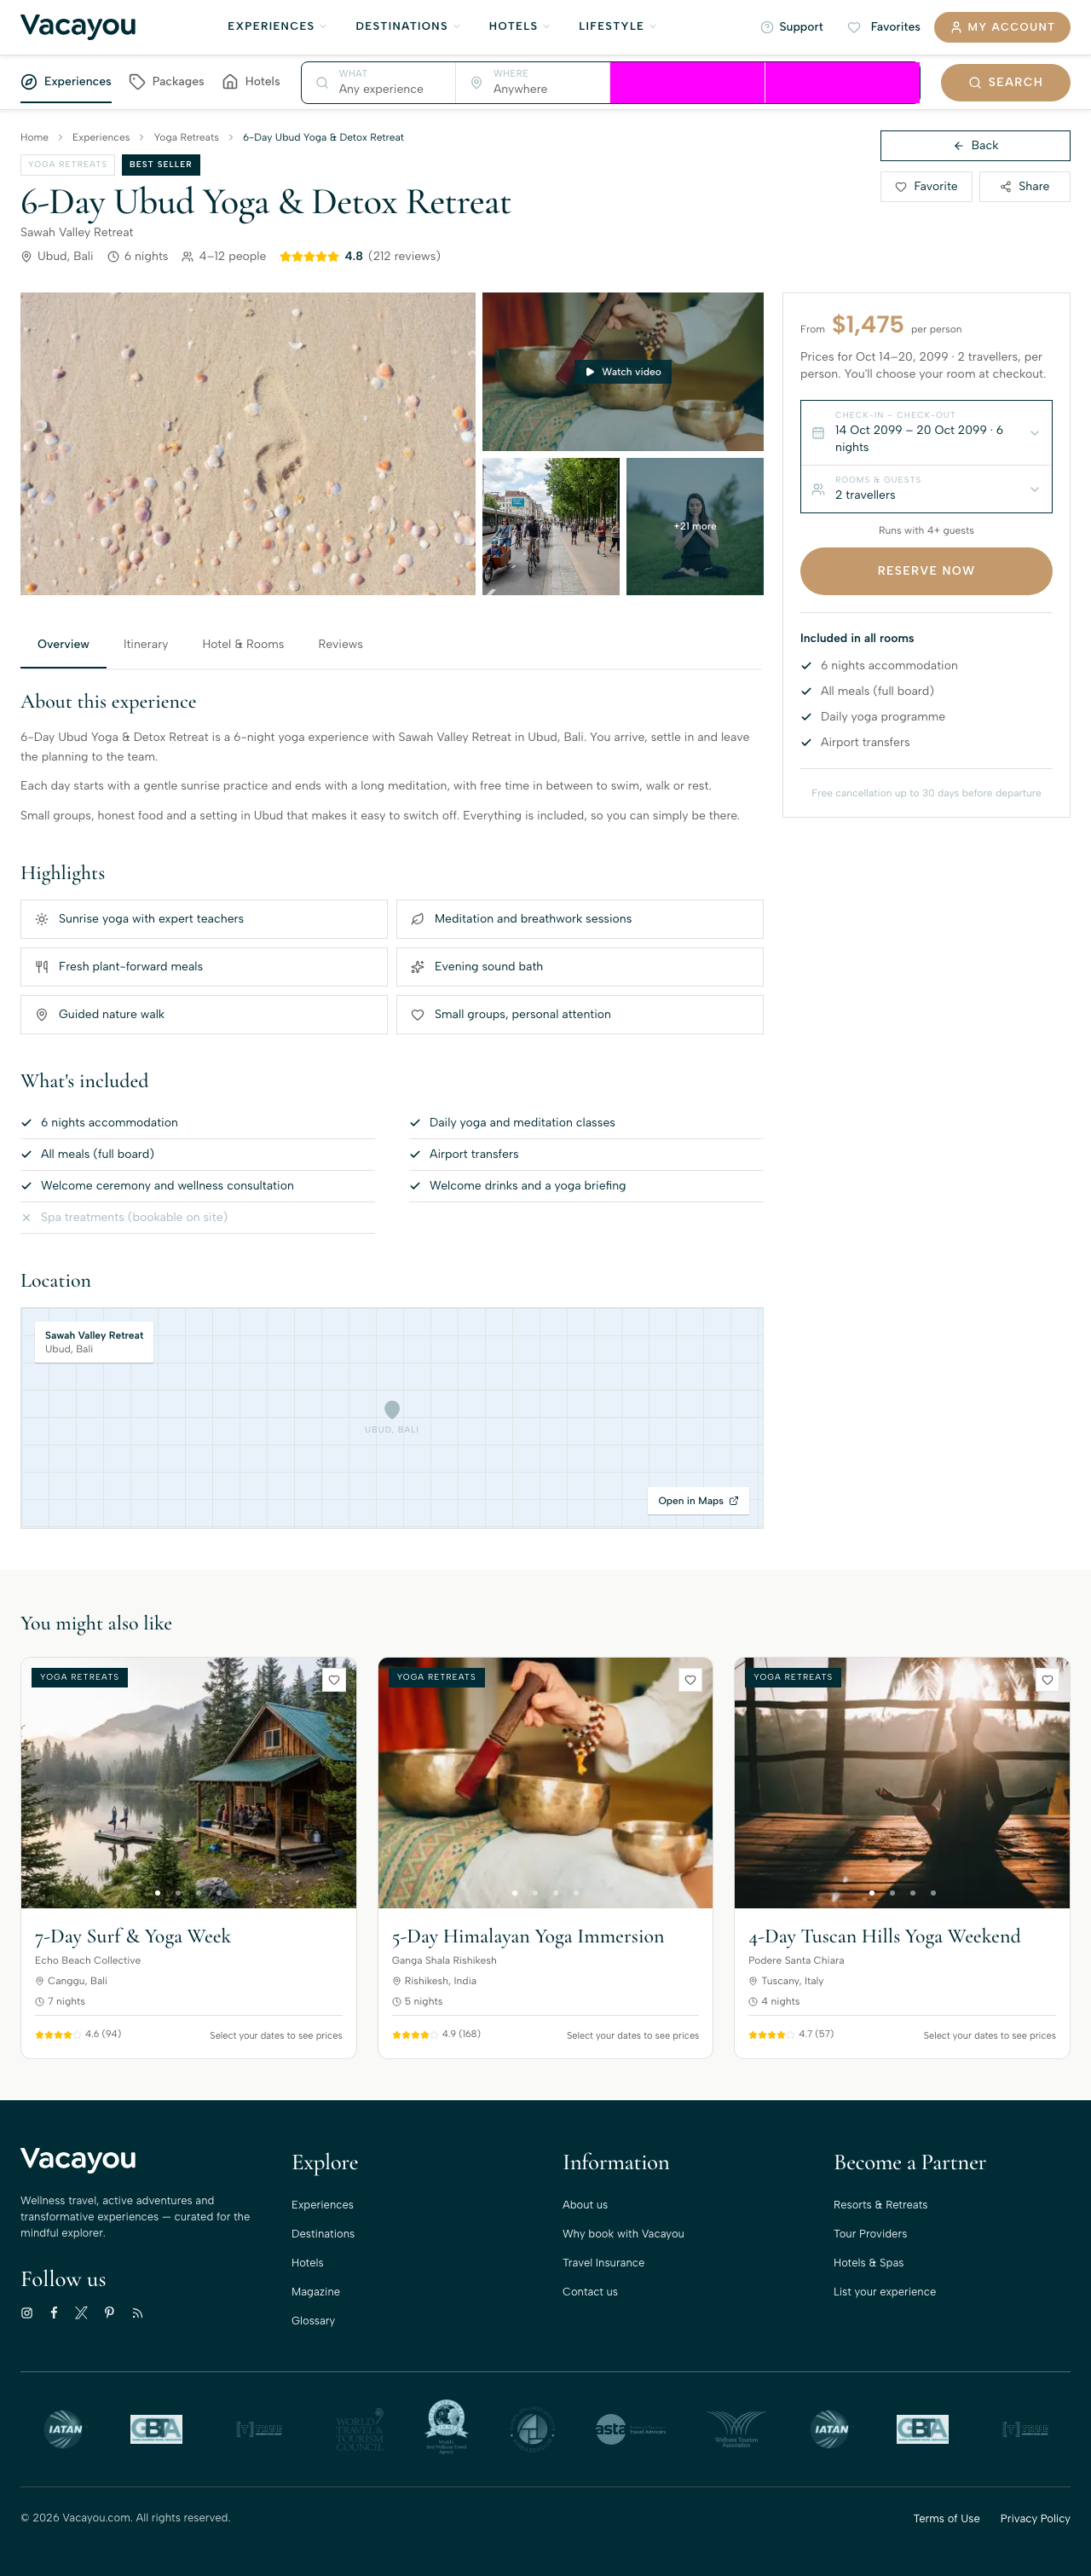 Vacayou
EXPERIENCES
DESTINATIONS
HOTELS
LIFESTYLE
Support
Favorites
MY ACCOUNT
Experiences
Packages
Hotels
WHAT
Any experience
WHERE
Anywhere
SEARCH
Home
Experiences
Yoga Retreats
6-Day Ubud Yoga & Detox Retreat
Back
YOGA RETREATS
BEST SELLER
Favorite
Share
6-Day Ubud Yoga & Detox Retreat
Sawah Valley Retreat
Ubud, Bali
6 nights
4–12 people
4.8 (212 reviews)
Watch video
+21 more
From $1,475 per person
Prices for Oct 14–20, 2099 · 2 travellers, per
person. You'll choose your room at checkout.
CHECK-IN – CHECK-OUT
14 Oct 2099 – 20 Oct 2099 · 6
nights
ROOMS & GUESTS
2 travellers
Runs with 4+ guests
RESERVE NOW
Included in all rooms
6 nights accommodation
All meals (full board)
Daily yoga programme
Airport transfers
Free cancellation up to 30 days before departure
Overview
Itinerary
Hotel & Rooms
Reviews
About this experience
6-Day Ubud Yoga & Detox Retreat is a 6-night yoga experience with Sawah Valley Retreat in Ubud, Bali. You arrive, settle in and leave
the planning to the team.
Each day starts with a gentle sunrise practice and ends with a long meditation, with free time in between to swim, walk or rest.
Small groups, honest food and a setting in Ubud that makes it easy to switch off. Everything is included, so you can simply be there.
Highlights
Sunrise yoga with expert teachers
Meditation and breathwork sessions
Fresh plant-forward meals
Evening sound bath
Guided nature walk
Small groups, personal attention
What's included
6 nights accommodation
Daily yoga and meditation classes
All meals (full board)
Airport transfers
Welcome ceremony and wellness consultation
Welcome drinks and a yoga briefing
Spa treatments (bookable on site)
Location
Sawah Valley Retreat
Ubud, Bali
UBUD, BALI
Open in Maps
You might also like
YOGA RETREATS
YOGA RETREATS
YOGA RETREATS
7-Day Surf & Yoga Week
Echo Beach Collective
Canggu, Bali
7 nights
4.6 (94)
Select your dates to see prices
5-Day Himalayan Yoga Immersion
Ganga Shala Rishikesh
Rishikesh, India
5 nights
4.9 (168)
Select your dates to see prices
4-Day Tuscan Hills Yoga Weekend
Podere Santa Chiara
Tuscany, Italy
4 nights
4.7 (57)
Select your dates to see prices
Vacayou
Wellness travel, active adventures and
transformative experiences — curated for the
mindful explorer.
Follow us
Explore
Experiences
Destinations
Hotels
Magazine
Glossary
Information
About us
Why book with Vacayou
Travel Insurance
Contact us
Become a Partner
Resorts & Retreats
Tour Providers
Hotels & Spas
List your experience
IATAN
GBTA
TRUE
WORLD
TRAVEL &
TOURISM
COUNCIL
asta
Travel Advisors
Wellness Tourism
Association
IATAN
GBTA
TRUE
© 2026 Vacayou.com. All rights reserved.
Terms of Use
Privacy Policy